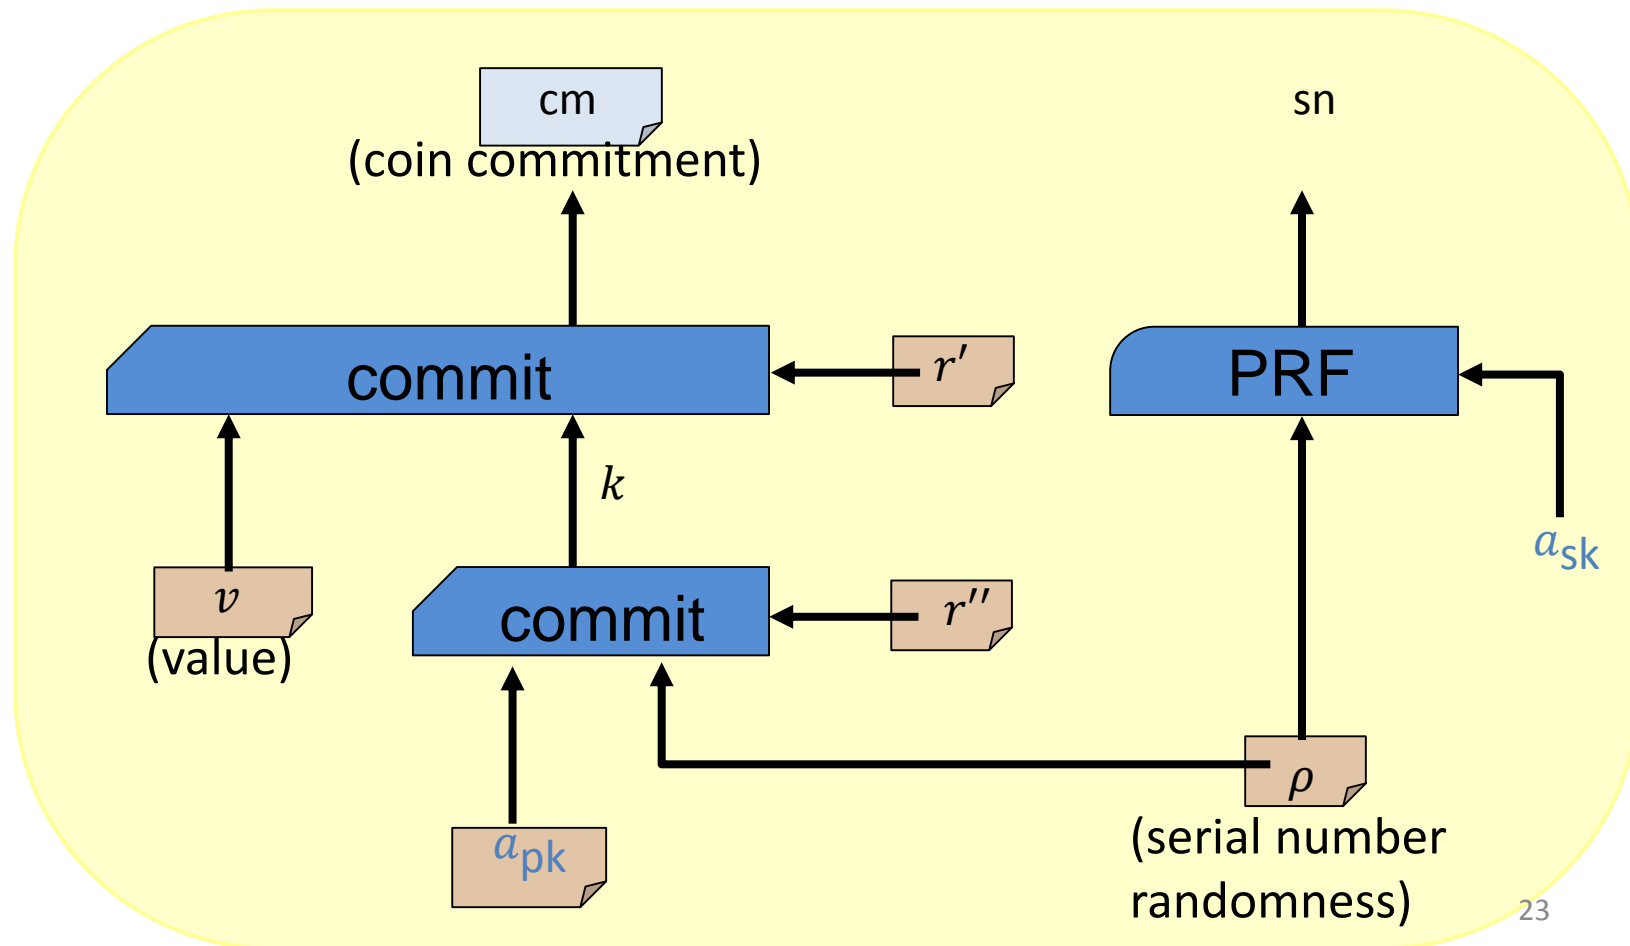 cm
(coin commitment)
sn
commit
r′
PRF
k
v
(value)
commit
r′′
a_sk
a_pk
ρ
(serial number
randomness)
23